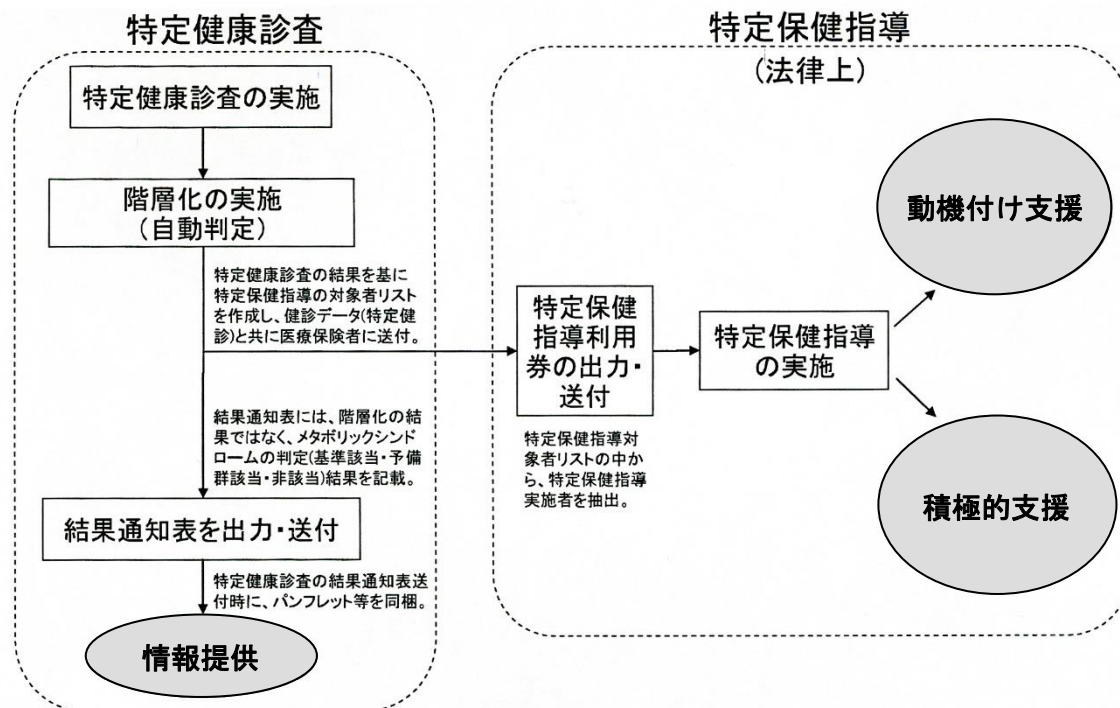 特定健康診査
特定健康診査の実施
階層化の実施
(自動判定)
特定健康診査の結果を基に
特定保健指導の対象者リスト
を作成し、健診データ(特定健
診)と共に医療保険者に送付。
結果通知表には、階層化の結
果ではなく、メタボリックシンド
ロームの判定(基準該当・予備
群該当・非該当)結果を記載。
結果通知表を出力・送付
特定健康診査の結果通知表送
付時に、パンフレット等を同梱。
情報提供
特定保健指導
(法律上)
特定保健
指導利用
券の出力・
送付
特定保健指導対
象者リストの中か
ら、特定保健指導
実施者を抽出。
特定保健指導
の実施
動機付け支援
積極的支援